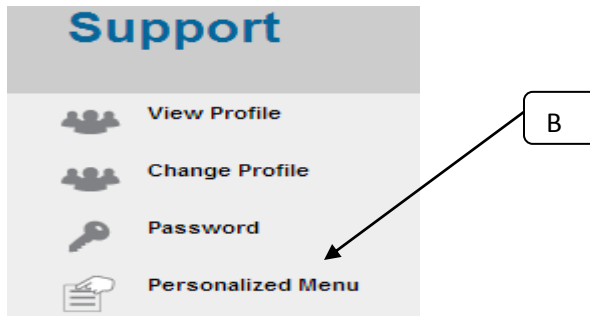 Support
View Profile
B
Change Profile
Password
Personalized Menu